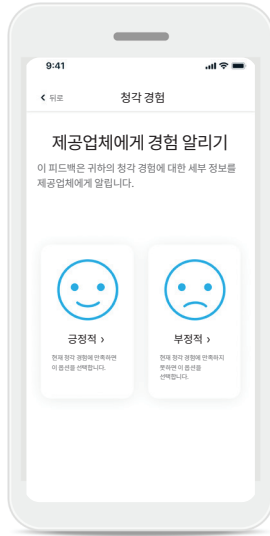 9:41
뒤로
청각 경험
제공업체에게 경험 알리기
이 피드백은 귀하의 청각 경험에 대한 세부 정보를
제공업체에게 알립니다.
긍정적 ›
현재 청각 경험에 만족하면
이 옵션을 선택합니다.
부정적 ›
현재 청각 경험에 만족하지
못하면 이 옵션을
선택합니다.